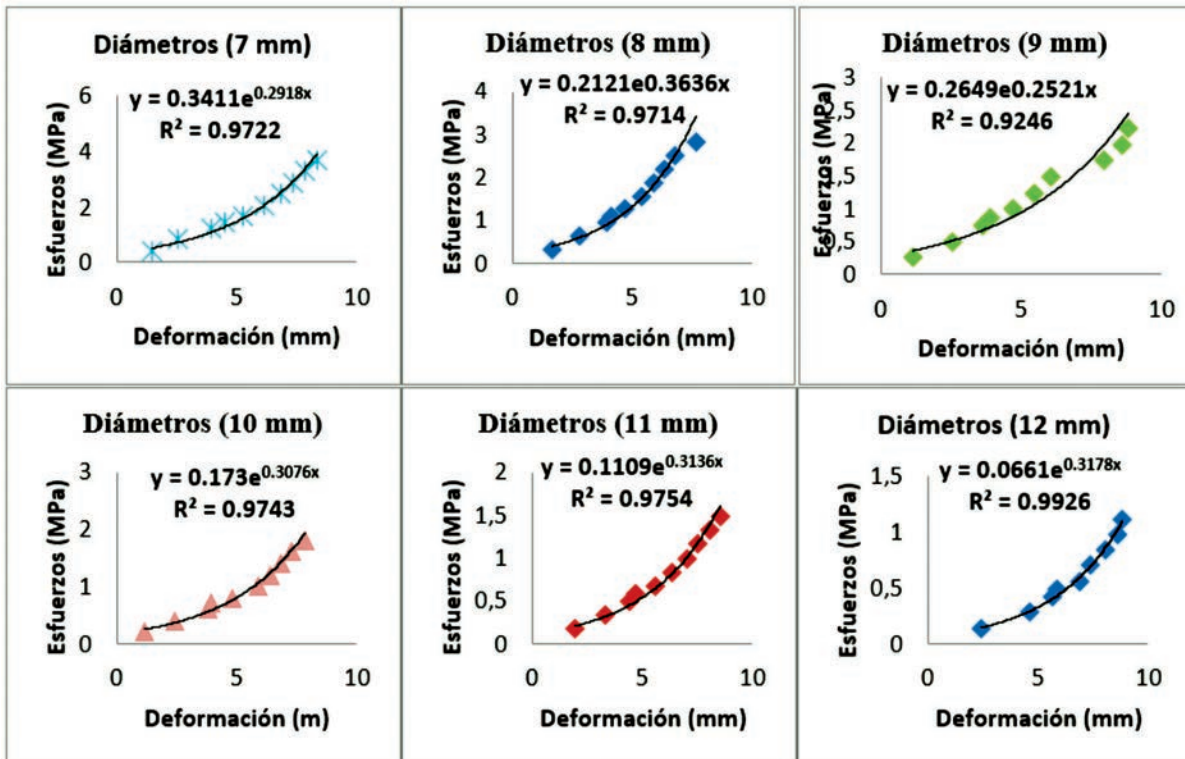 Diámetros (7 mm)
y = 0.3411e^0.2918x
R² = 0.9722
Esfuerzos (MPa)
6
4
2
0
0 5 10
Deformación (mm)
Diámetros (8 mm)
y = 0.2121e0.3636x
R² = 0.9714
Esfuerzos (MPa)
4
3
2
1
0
0 5 10
Deformación (mm)
Diámetros (9 mm)
y = 0.2649e0.2521x
R² = 0.9246
Esfuerzos (MPa)
3
2,5
2
1,5
1
0,5
0
0 5 10
Deformación (mm)
Diámetros (10 mm)
y = 0.173e^0.3076x
R² = 0.9743
Esfuerzos (MPa)
3
2
1
0
0 5 10
Deformación (m)
Diámetros (11 mm)
y = 0.1109e^0.3136x
R² = 0.9754
Esfuerzos (MPa)
2
1,5
1
0,5
0
0 5 10
Deformación (mm)
Diámetros (12 mm)
y = 0.0661e^0.3178x
R² = 0.9926
Esfuerzos (MPa)
1,5
1
0,5
0
0 5 10
Deformación (mm)